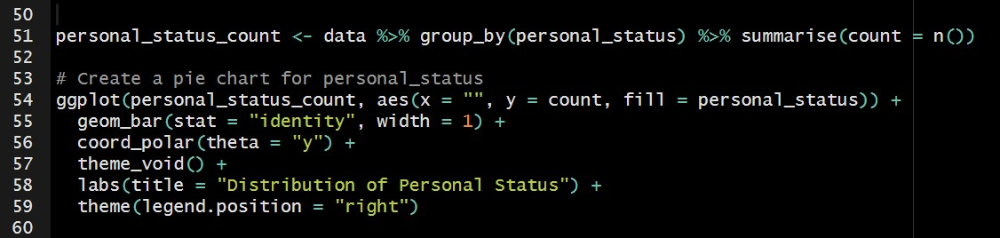 50
51 personal_status_count <- data %>% group_by(personal_status) %>% summarise(count = n())
52
53 # Create a pie chart for personal_status
54 ggplot(personal_status_count, aes(x = "", y = count, fill = personal_status)) +
55   geom_bar(stat = "identity", width = 1) +
56   coord_polar(theta = "y") +
57   theme_void() +
58   labs(title = "Distribution of Personal Status") +
59   theme(legend.position = "right")
60